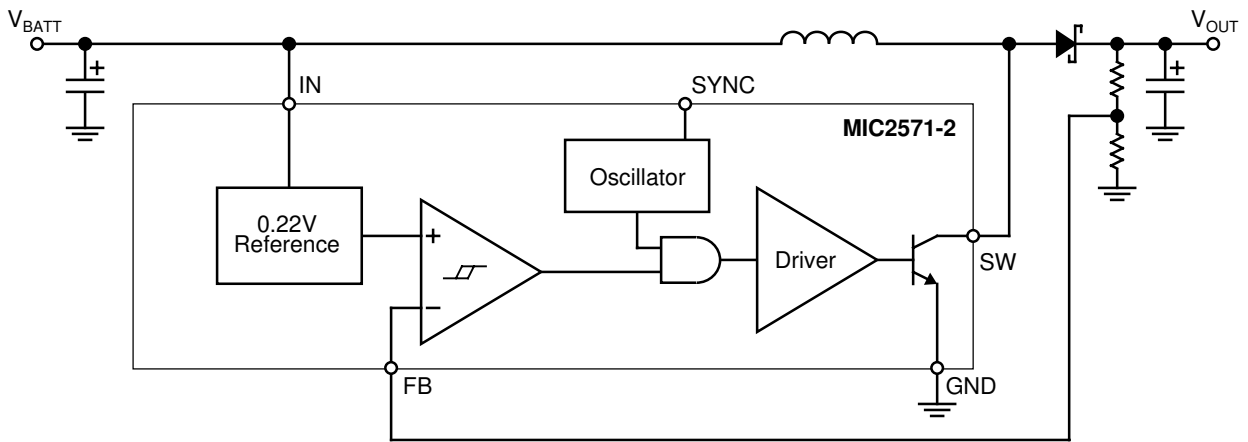 VBATT
VOUT
IN
SYNC
MIC2571-2
Oscillator
0.22V
Reference
+
−
Driver
SW
FB
GND
+
+